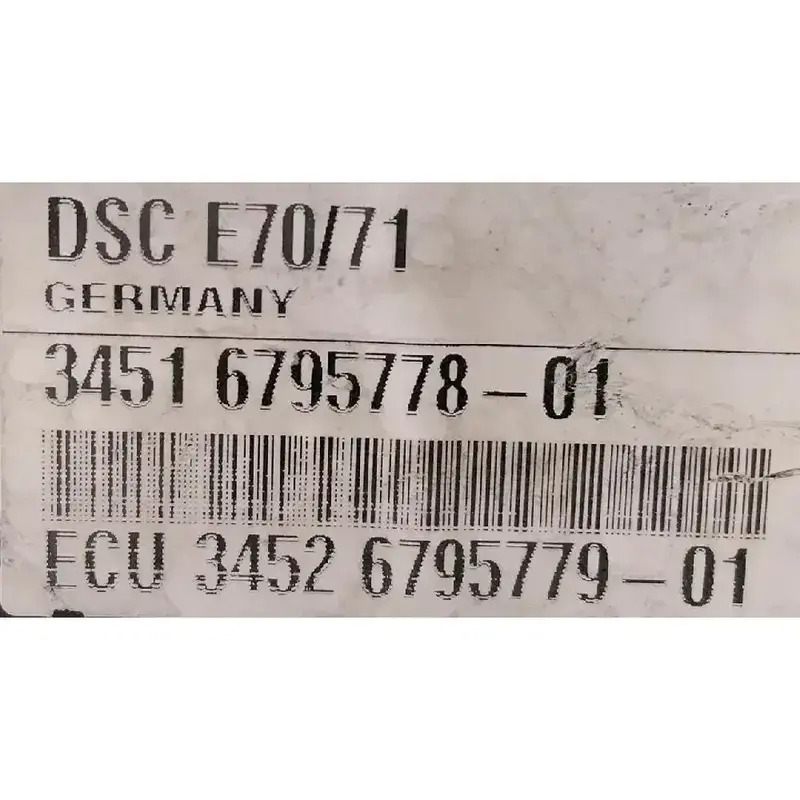 DSC E70/71
GERMANY
3451 6795778-01
ECU 3452 6795779-01